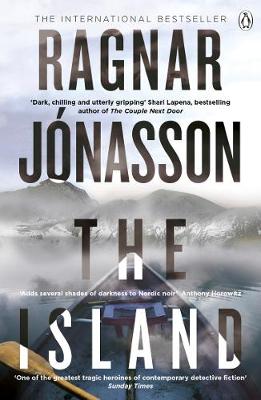 THE INTERNATIONAL BESTSELLER
RAGNAR
'Dark, chilling and utterly gripping' Shari Lapena, bestselling
author of The Couple Next Door
JÓNASSON
THE
'Adds several shades of darkness to Nordic noir' Anthony Horowitz
ISLAND
'One of the greatest tragic heroines of contemporary detective fiction'
Sunday Times